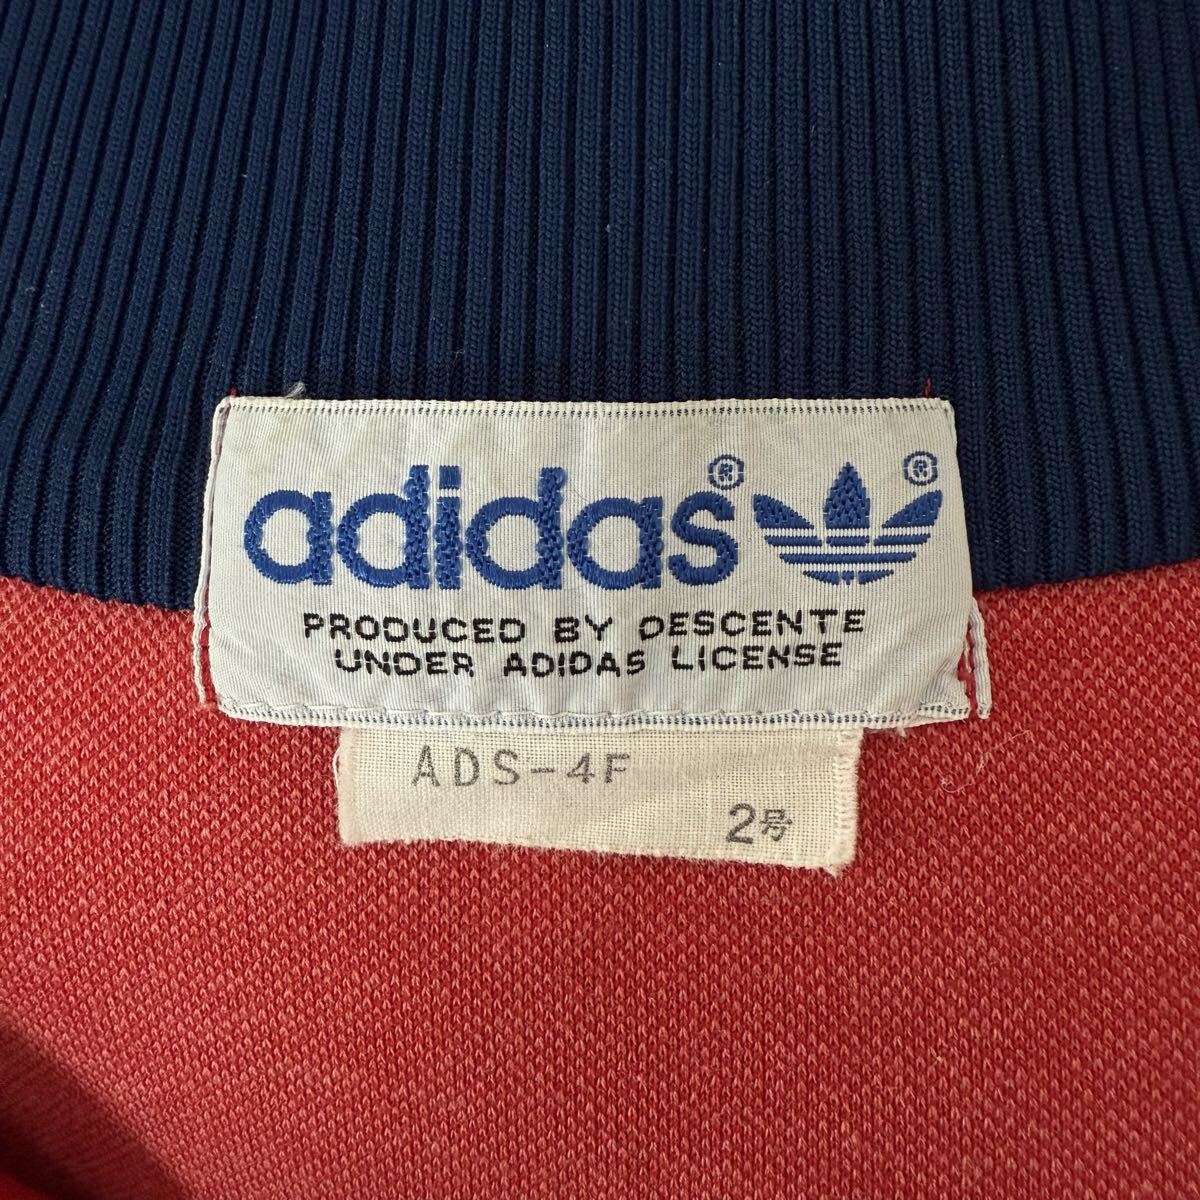 adidas® ®
PRODUCED BY DESCENTE
UNDER ADIDAS LICENSE
ADS-4F
2号